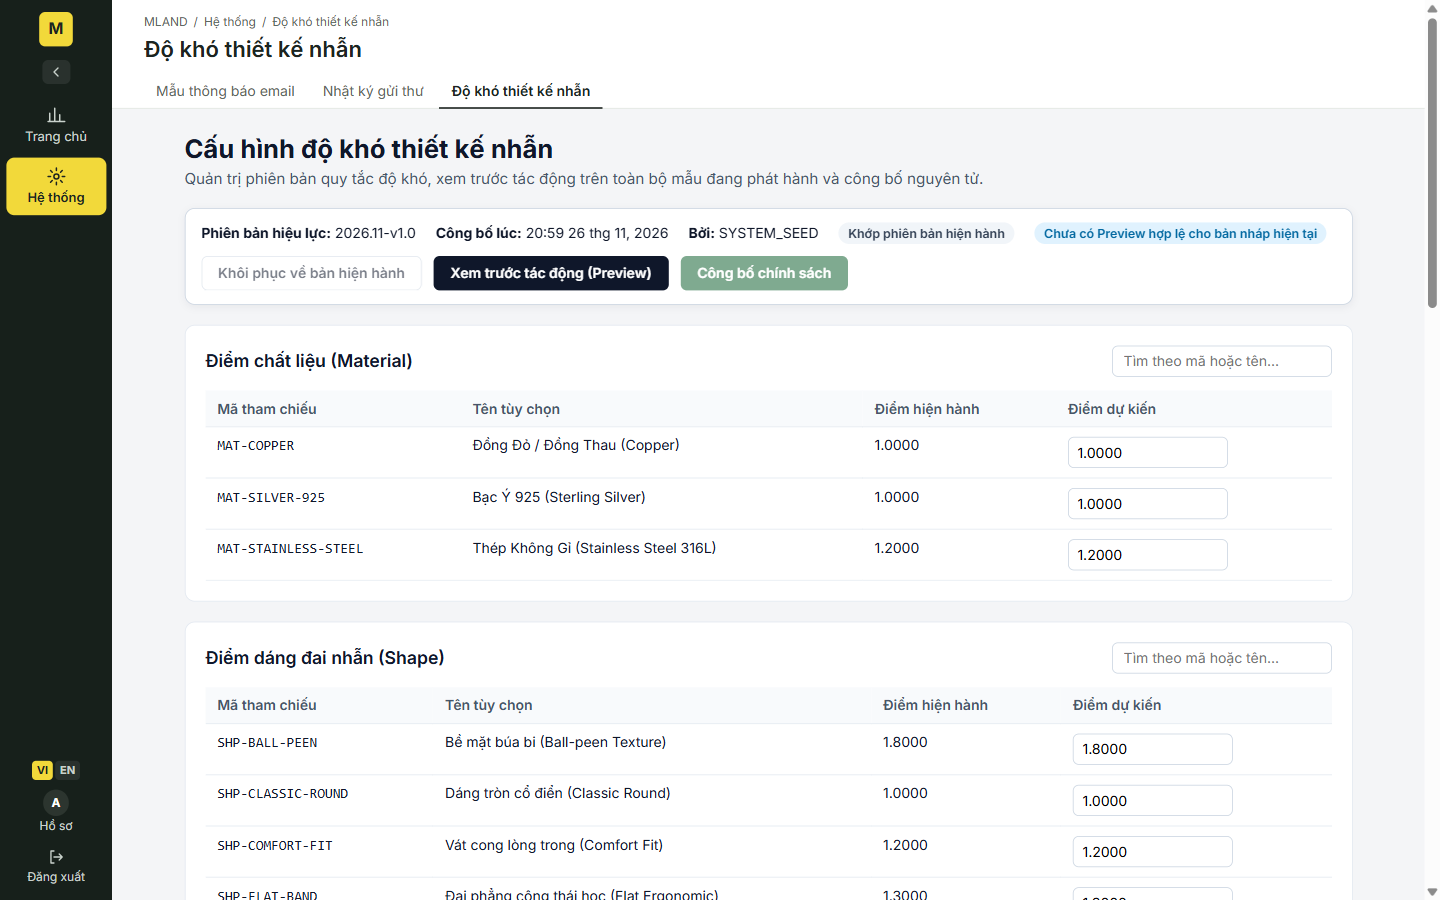 M
MLAND / Hệ thống / Độ khó thiết kế nhẫn
Độ khó thiết kế nhẫn
Mẫu thông báo email
Nhật ký gửi thư
Độ khó thiết kế nhẫn
Trang chủ
Hệ thống
Cấu hình độ khó thiết kế nhẫn
Quản trị phiên bản quy tắc độ khó, xem trước tác động trên toàn bộ mẫu đang phát hành và công bố nguyên tử.
Phiên bản hiệu lực: 2026.11-v1.0 Công bố lúc: 20:59 26 thg 11, 2026 Bởi: SYSTEM_SEED Khớp phiên bản hiện hành Chưa có Preview hợp lệ cho bản nháp hiện tại
Khôi phục về bản hiện hành
Xem trước tác động (Preview)
Công bố chính sách
Điểm chất liệu (Material)
Tìm theo mã hoặc tên...
Mã tham chiếu Tên tùy chọn Điểm hiện hành Điểm dự kiến
MAT-COPPER Đồng Đỏ / Đồng Thau (Copper) 1.0000 1.0000
MAT-SILVER-925 Bạc Ý 925 (Sterling Silver) 1.0000 1.0000
MAT-STAINLESS-STEEL Thép Không Gỉ (Stainless Steel 316L) 1.2000 1.2000
Điểm dáng đai nhẫn (Shape)
Tìm theo mã hoặc tên...
Mã tham chiếu Tên tùy chọn Điểm hiện hành Điểm dự kiến
SHP-BALL-PEEN Bề mặt búa bi (Ball-peen Texture) 1.8000 1.8000
SHP-CLASSIC-ROUND Dáng tròn cổ điển (Classic Round) 1.0000 1.0000
SHP-COMFORT-FIT Vát cong lòng trong (Comfort Fit) 1.2000 1.2000
SHP-FLAT-BAND Đai phẳng công thái học (Flat Ergonomic) 1.3000
VI EN
A
Hồ sơ
Đăng xuất